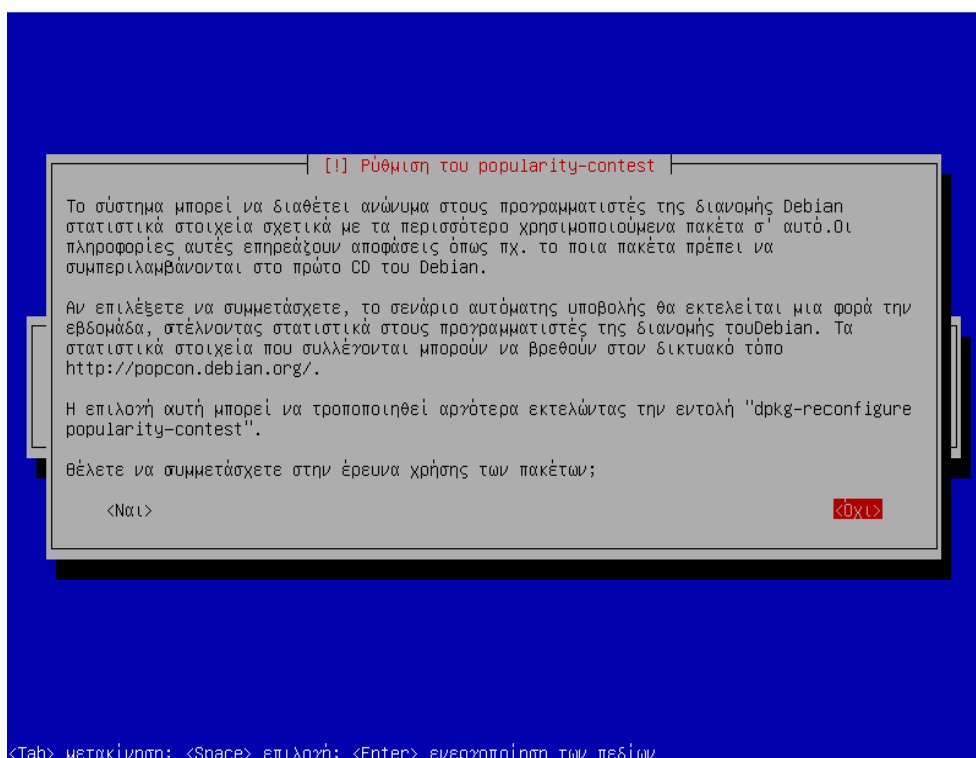 [!] Ρύθμιση του popularity-contest
Το σύστημα μπορεί να διαθέτει ανώνυμα στους προγραμματιστές της διανομής Debian
στατιστικά στοιχεία σχετικά με τα περισσότερο χρησιμοποιούμενα πακέτα σ' αυτό.Οι
πληροφορίες αυτές επηρεάζουν αποφάσεις όπως πχ. το ποια πακέτα πρέπει να
συμπεριλαμβάνονται στο πρώτο CD του Debian.
Αν επιλέξετε να συμμετάσχετε, το σενάριο αυτόματης υποβολής θα εκτελείται μια φορά την
εβδομάδα, στέλνοντας στατιστικά στους προγραμματιστές της διανομής τουDebian. Τα
στατιστικά στοιχεία που συλλέγονται μπορούν να βρεθούν στον δικτυακό τόπο
http://popcon.debian.org/.
Η επιλογή αυτή μπορεί να τροποποιηθεί αργότερα εκτελώντας την εντολή "dpkg-reconfigure
popularity-contest".
Θέλετε να συμμετάσχετε στην έρευνα χρήσης των πακέτων;
<Ναι> <Όχι>
<Tab> μετακίνηση; <Space> επιλογή; <Enter> ενεργοποίηση των πεδίων